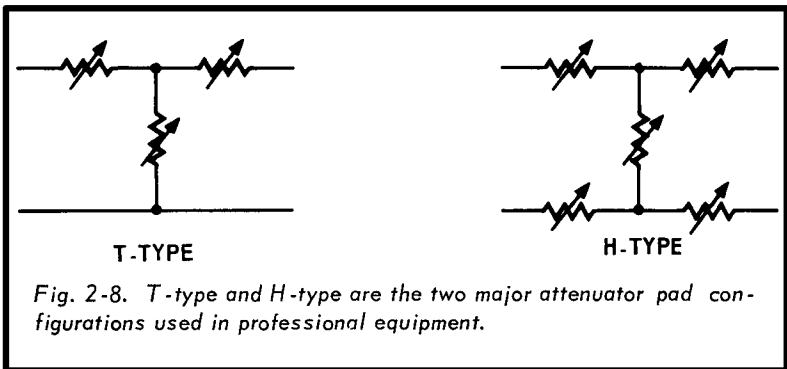 T-TYPE
H-TYPE
Fig. 2-8. T-type and H-type are the two major attenuator pad con-
figurations used in professional equipment.